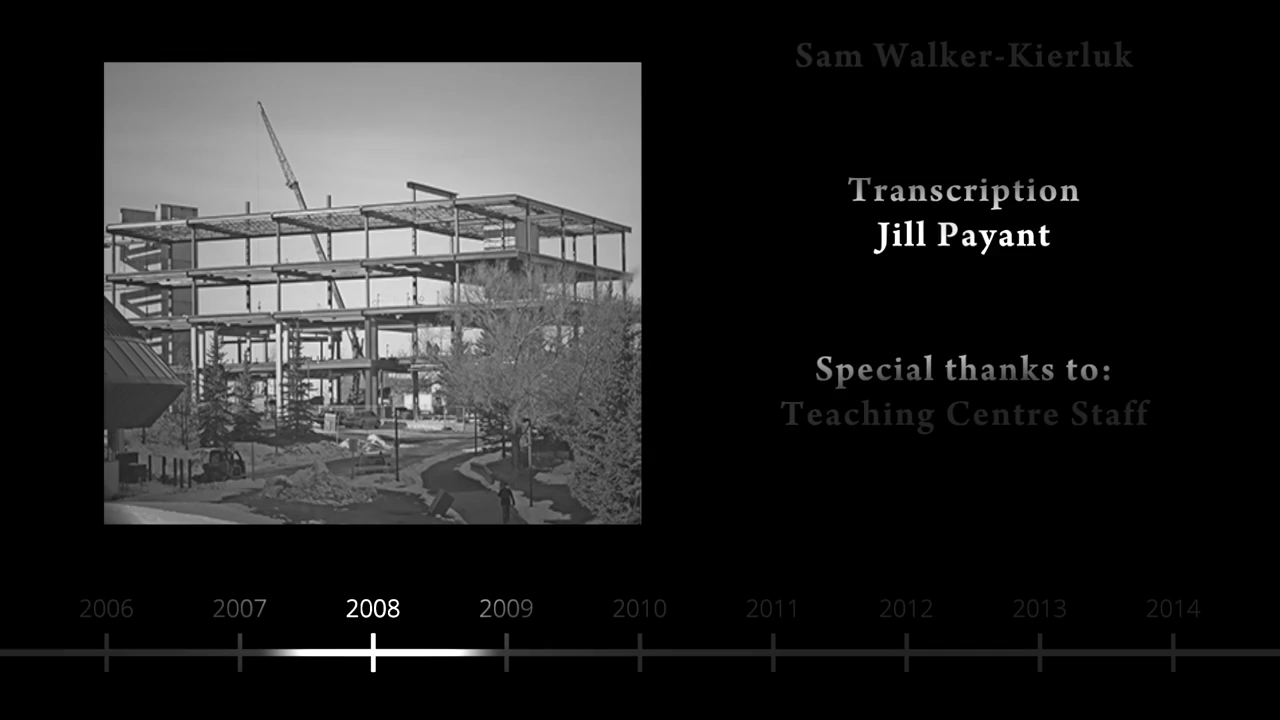 Sam Walker-Kierluk
Transcription
Jill Payant
Special thanks to:
Teaching Centre Staff
2006 2007 2008 2009 2010 2011 2012 2013 2014